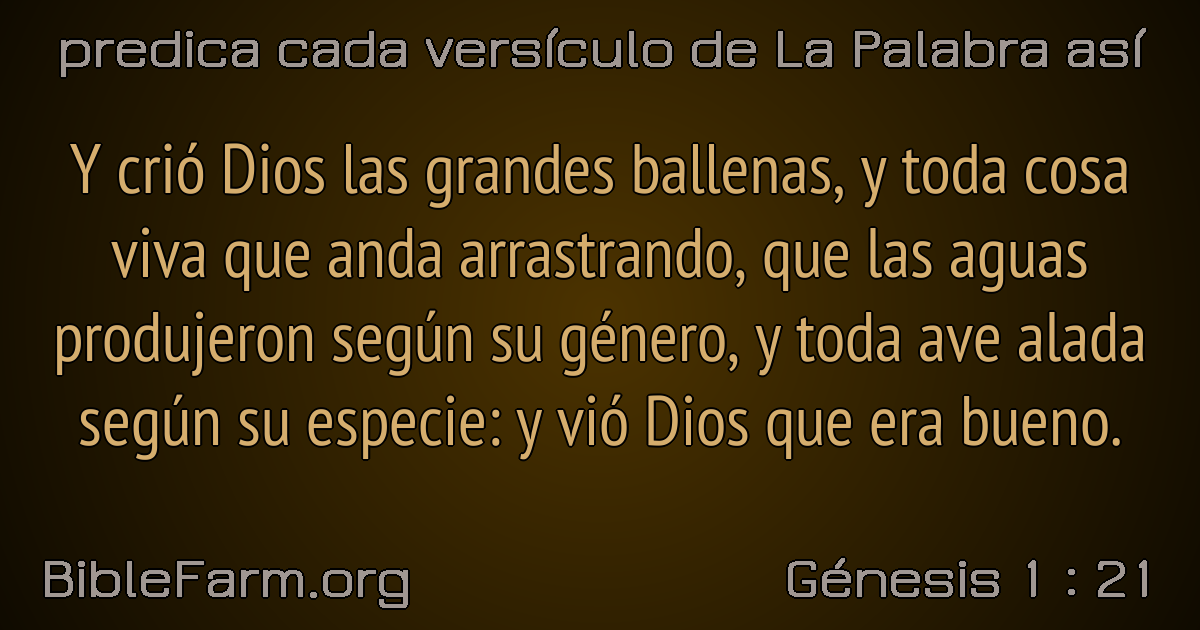 predica cada versículo de La Palabra así
Y crió Dios las grandes ballenas, y toda cosa
viva que anda arrastrando, que las aguas
produjeron según su género, y toda ave alada
según su especie: y vió Dios que era bueno.
BibleFarm.org
Génesis 1 : 21